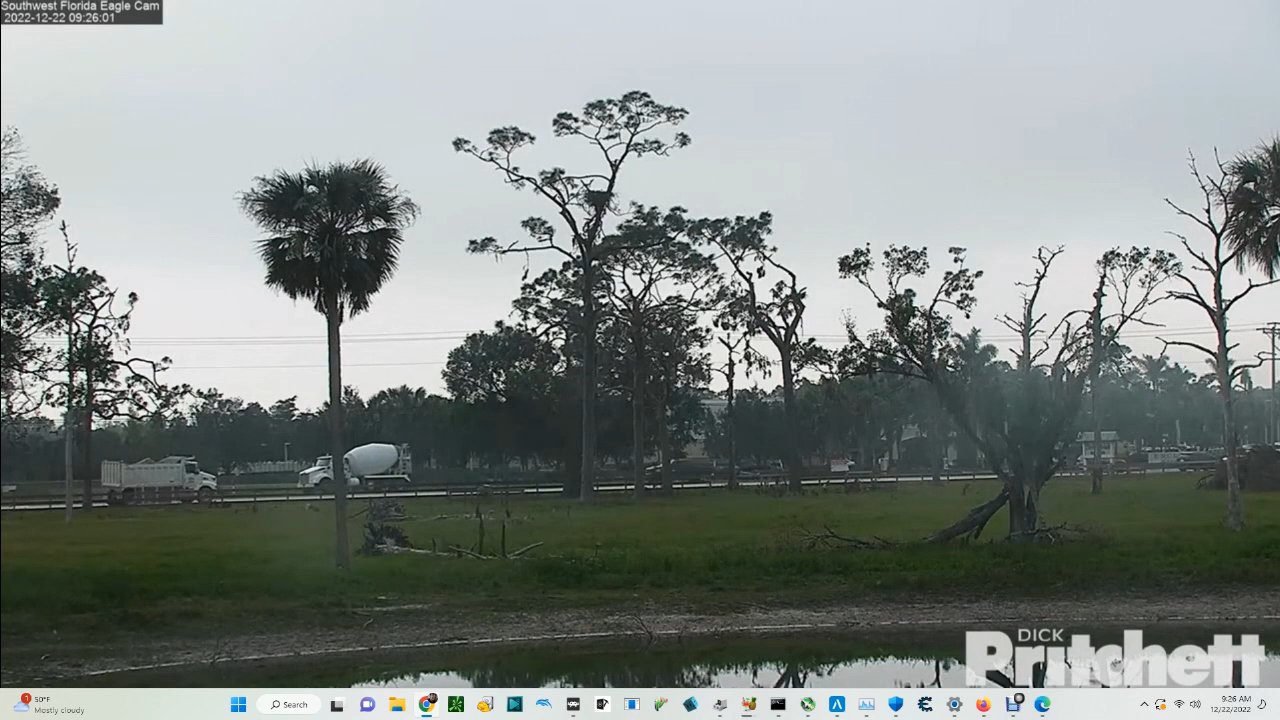 Southwest Florida Eagle Cam
2022-12-22 09:26:01
DICK
Pritchett
1
50°F
Mostly cloudy
Search
9:26 AM
12/22/2022